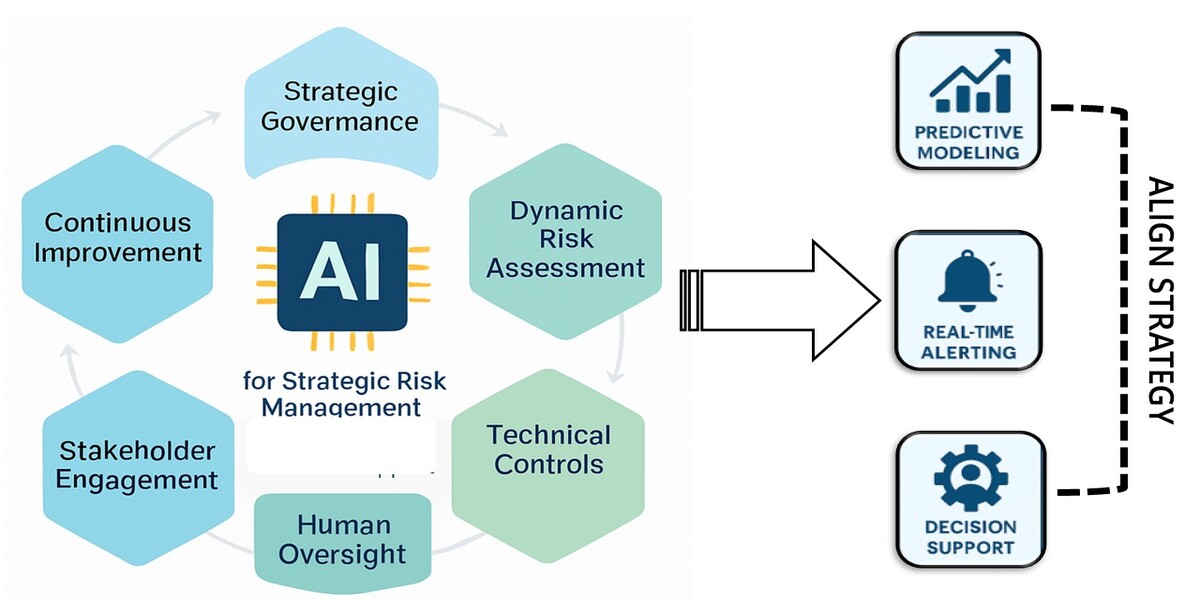 Strategic
Govermance
Dynamic
Risk
Assessment
Technical
Controls
Human
Oversight
Stakeholder
Engagement
Continuous
Improvement
AI
for Strategic Risk
Management
PREDICTIVE
MODELING
REAL-TIME
ALERTING
DECISION
SUPPORT
ALIGN STRATEGY